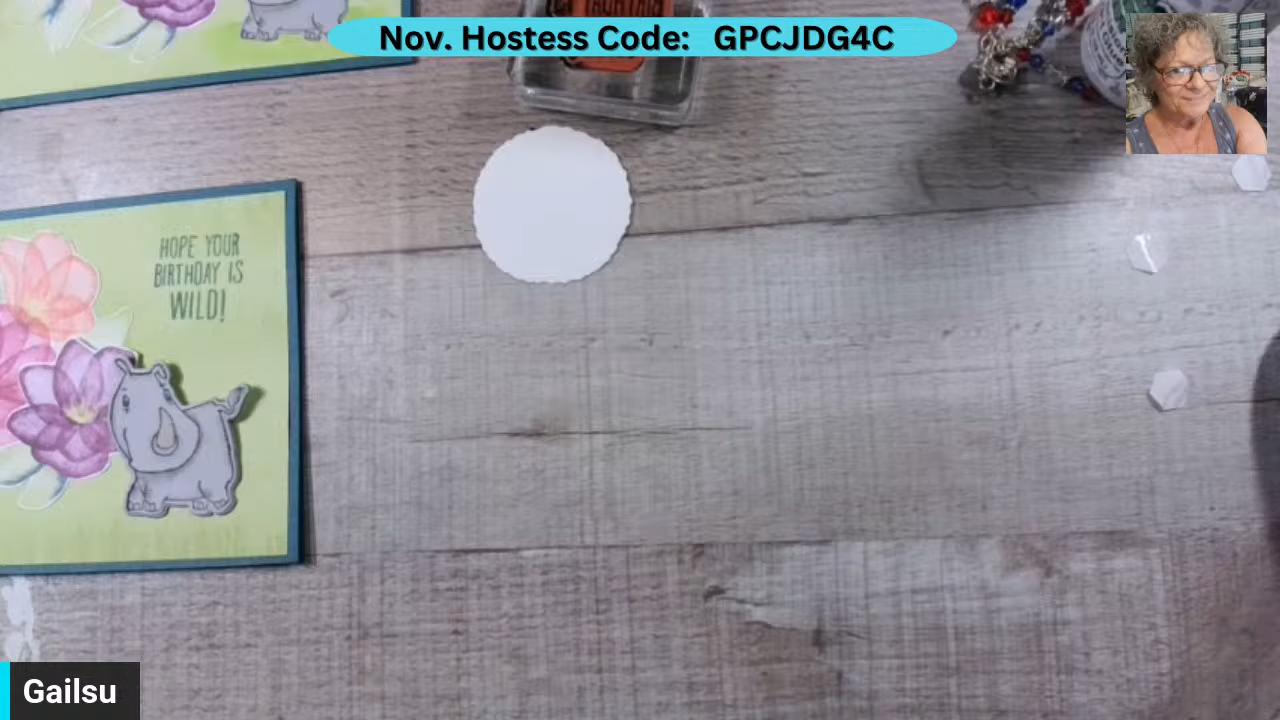 Nov. Hostess Code: GPCJDG4C
HOPE YOUR
BIRTHDAY IS
WILD!
Gailsu